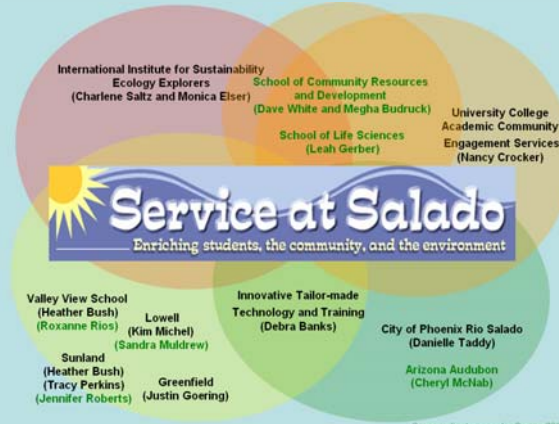 International Institute for Sustainability
Ecology Explorers
(Charlene Saltz and Monica Elser)
School of Community Resources
and Development
(Dave White and Megha Budruck)
School of Life Sciences
(Leah Gerber)
University College
Academic Community
Engagement Services
(Nancy Crocker)
Service at Salado
Enriching students, the community, and the environment
Valley View School
(Heather Bush)
(Roxanne Rios)
Lowell
(Kim Michel)
(Sandra Muldrew)
Sunland
(Heather Bush)
(Tracy Perkins)
(Jennifer Roberts)
Greenfield
(Justin Goering)
Innovative Tailor-made
Technology and Training
(Debra Banks)
City of Phoenix Rio Salado
(Danielle Taddy)
Arizona Audubon
(Cheryl McNab)